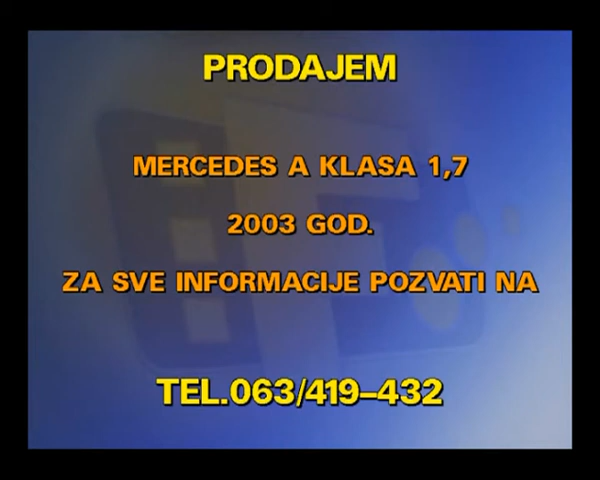 PRODAJEM
MERCEDES A KLASA 1,7
2003 GOD.
ZA SVE INFORMACIJE POZVATI NA
TEL.063/419-432